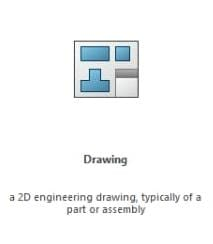 Drawing
a 2D engineering drawing, typically of a
part or assembly